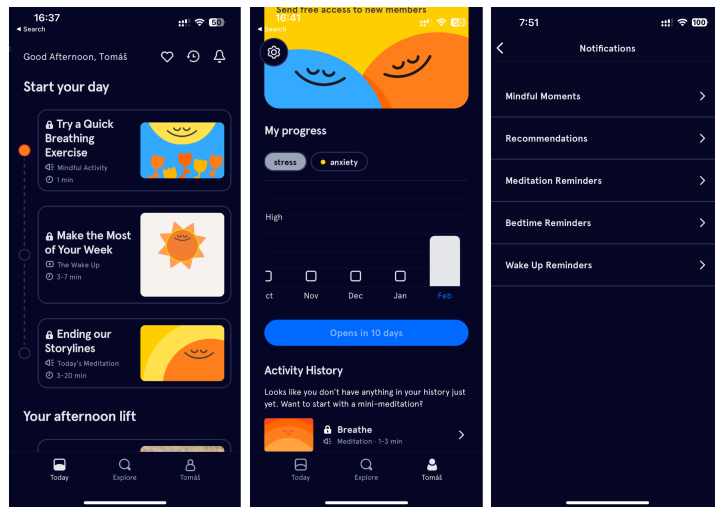 16:37
50
Search
Good Afternoon, Tomáš
Start your day
Try a Quick
Breathing
Exercise
Mindful Activity
1 min
Make the Most
of Your Week
The Wake Up
3-7 min
Ending our
Storylines
Today's Meditation
3-20 min
Your afternoon lift
Today
Explore
Tomáš
Send free access to new members
16:41
Search
My progress
stress
anxiety
High
ct
Nov
Dec
Jan
Feb
Opens in 10 days
Activity History
Looks like you don't have anything in your history just
yet. Want to start with a mini-meditation?
Breathe
Meditation · 1-3 min
Today
Explore
Tomáš
7:51
100
Notifications
Mindful Moments
Recommendations
Meditation Reminders
Bedtime Reminders
Wake Up Reminders